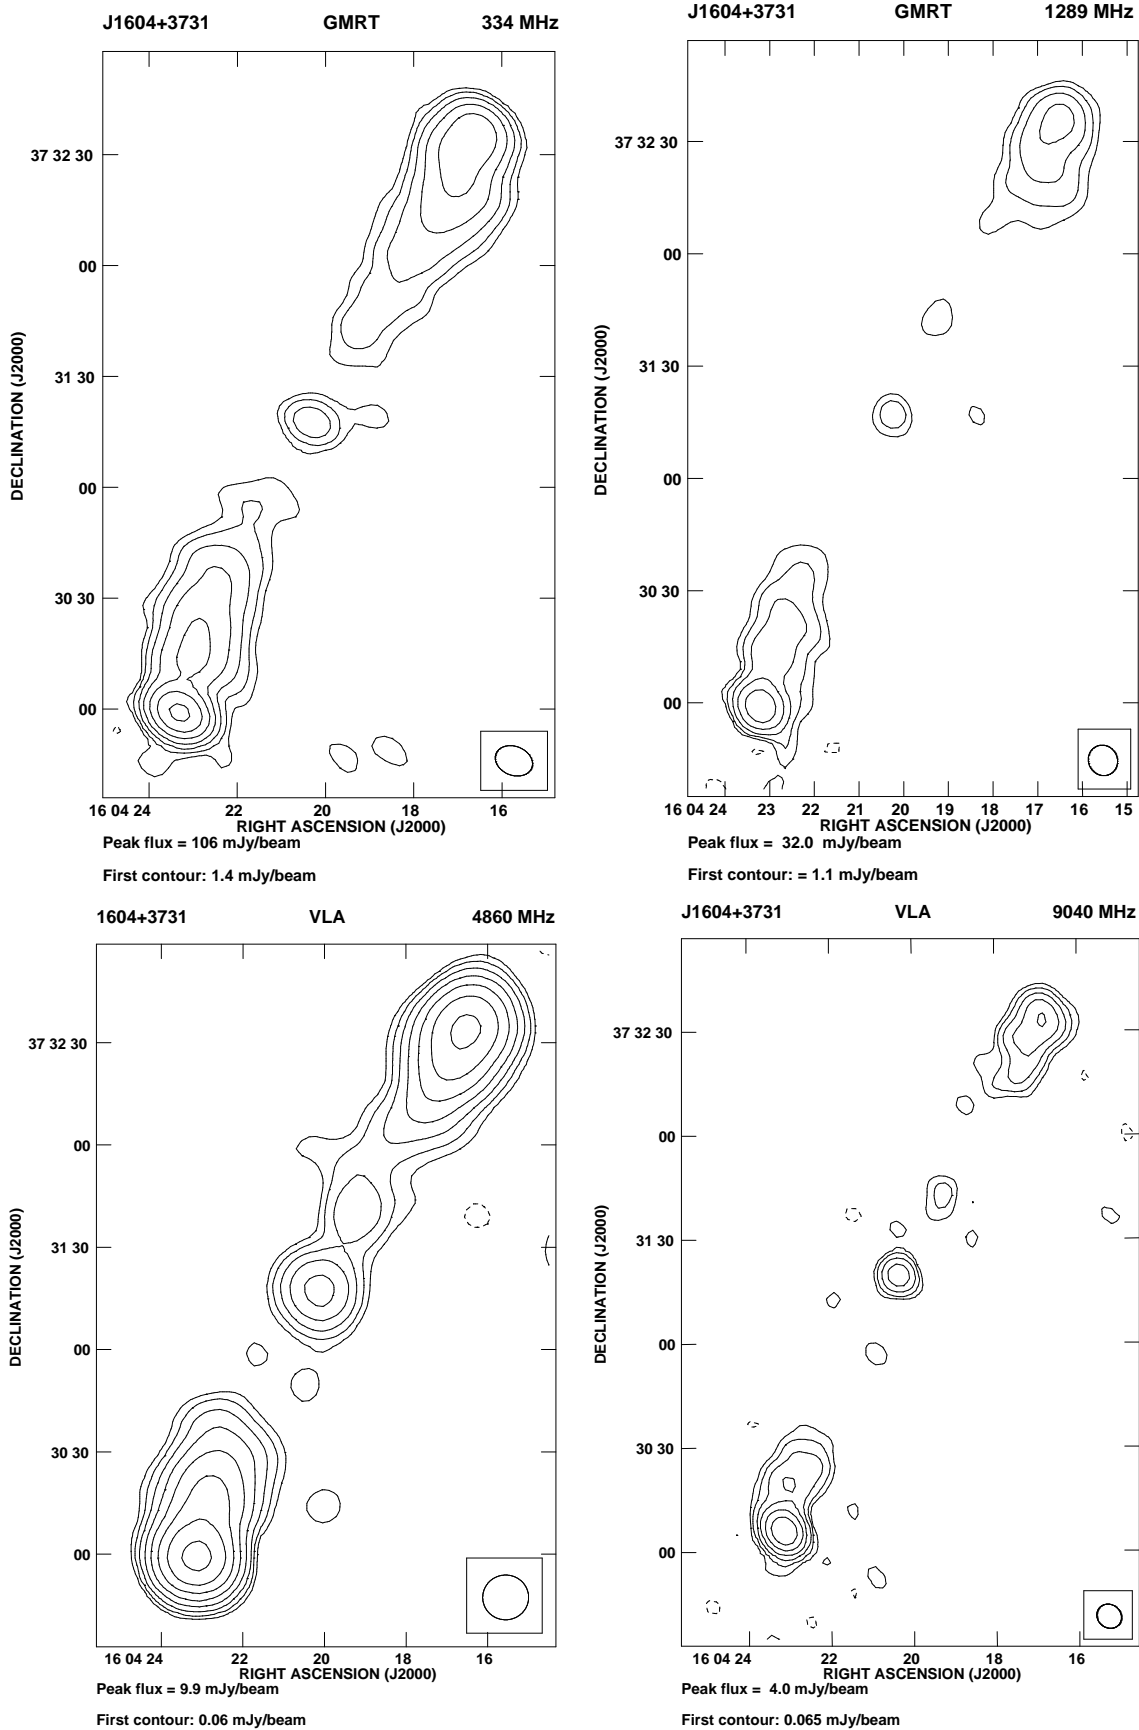 J1604+3731 GMRT 334 MHz
DECLINATION (J2000)
37 32 30
00
31 30
00
30 30
00
16 04 24 22 20 18 16
RIGHT ASCENSION (J2000)
Peak flux = 106 mJy/beam
First contour: 1.4 mJy/beam
J1604+3731 GMRT 1289 MHz
DECLINATION (J2000)
37 32 30
00
31 30
00
30 30
00
16 04 24 23 22 21 20 19 18 17 16 15
RIGHT ASCENSION (J2000)
Peak flux = 32.0 mJy/beam
First contour: = 1.1 mJy/beam
1604+3731 VLA 4860 MHz
DECLINATION (J2000)
37 32 30
00
31 30
00
30 30
00
16 04 24 22 20 18 16
RIGHT ASCENSION (J2000)
Peak flux = 9.9 mJy/beam
First contour: 0.06 mJy/beam
J1604+3731 VLA 9040 MHz
DECLINATION (J2000)
37 32 30
00
31 30
00
30 30
00
16 04 24 22 20 18 16
RIGHT ASCENSION (J2000)
Peak flux = 4.0 mJy/beam
First contour: 0.065 mJy/beam